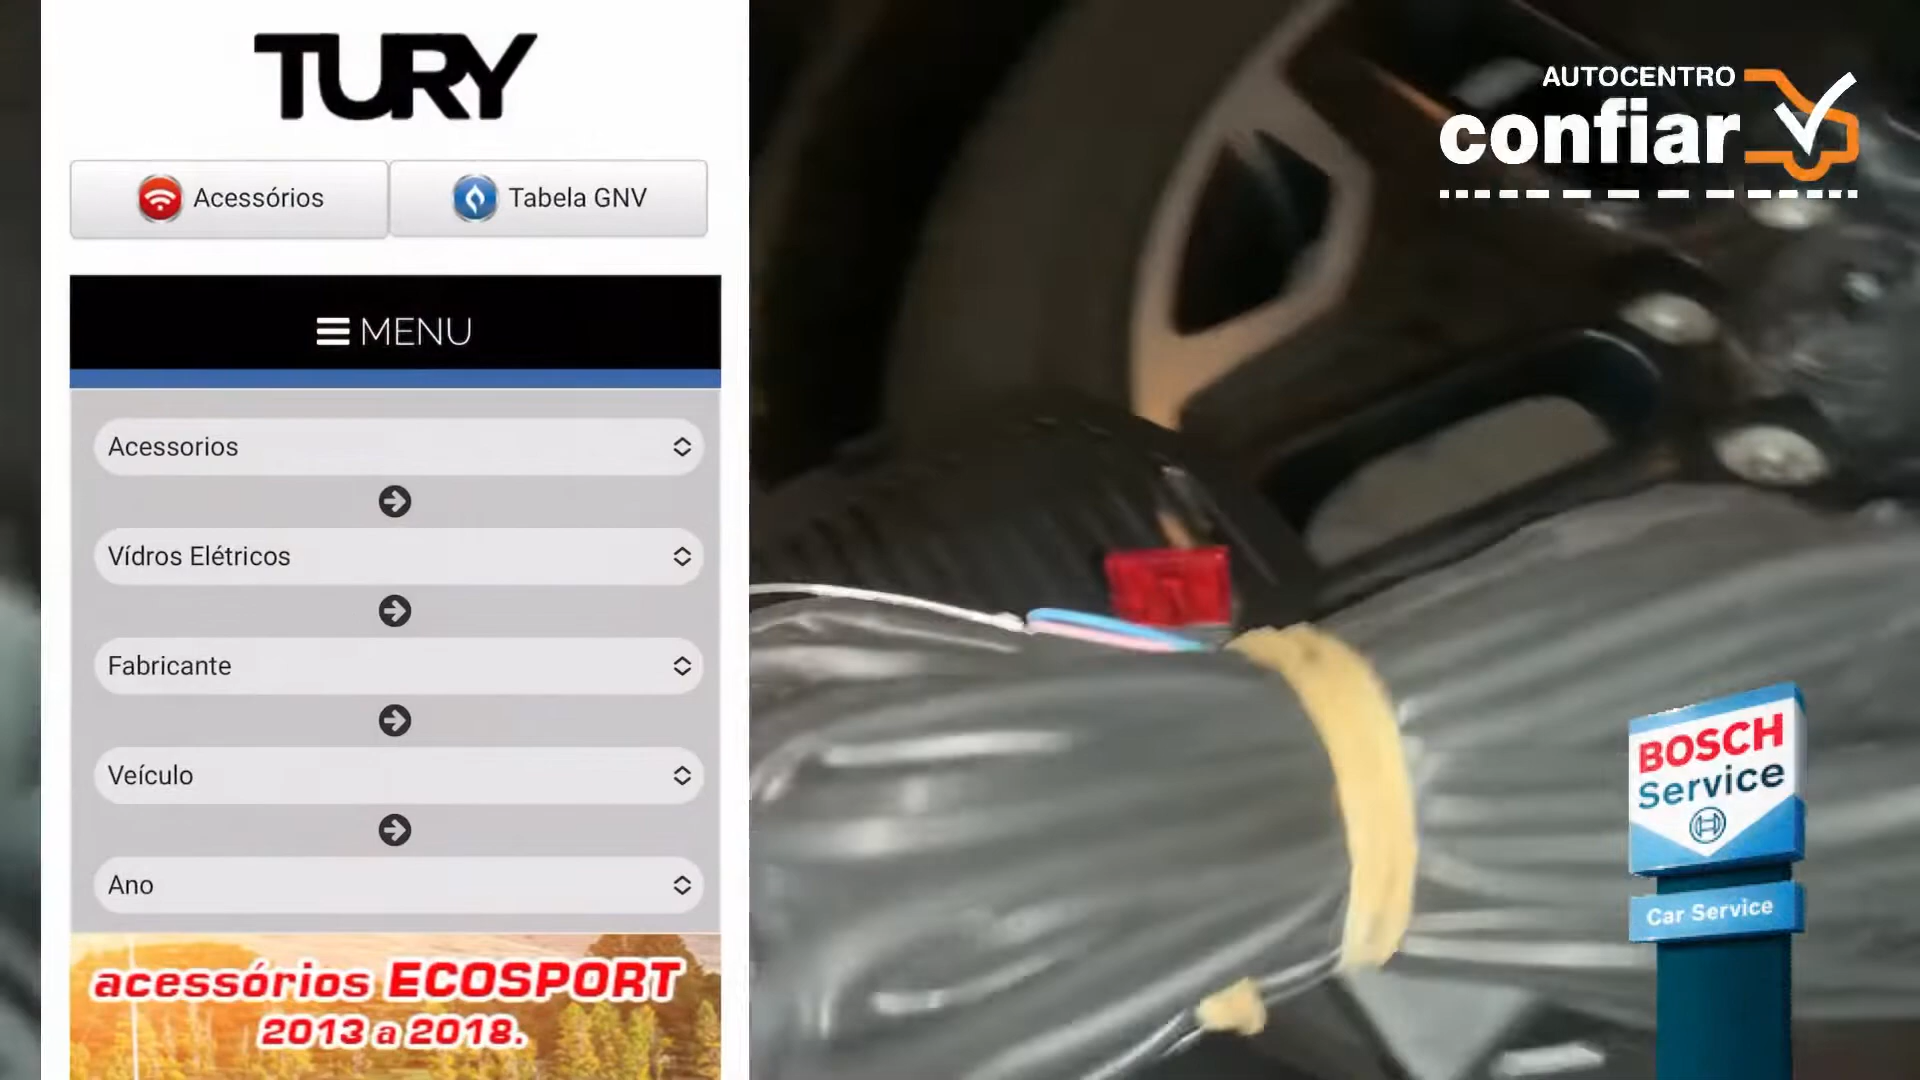 TURY
Acessórios
Tabela GNV
MENU
Acessorios
Vídros Elétricos
Fabricante
Veículo
Ano
acessórios ECOSPORT
2013 a 2018.
AUTOCENTRO
confiar
BOSCH
Service
Car Service